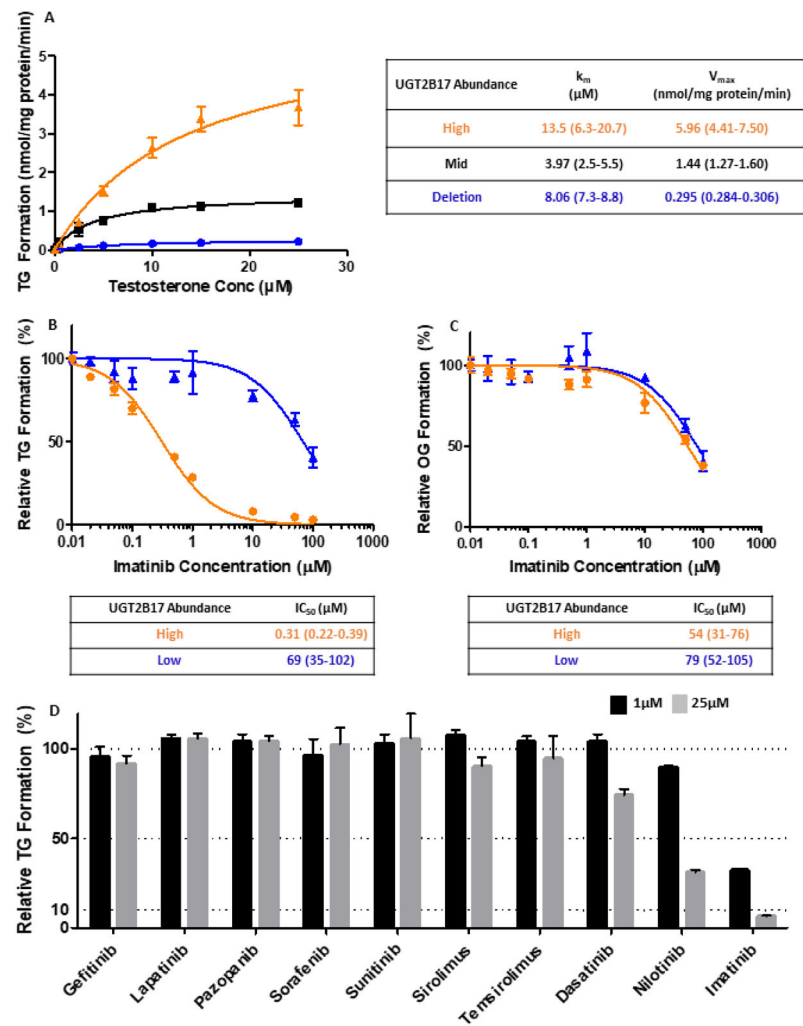 A
TG Formation (nmol/mg protein/min)
5
4
3
2
1
0
0
10
20
30
Testosterone Conc (µM)
UGT2B17 Abundance
km
(µM)
Vmax
(nmol/mg protein/min)
High
13.5 (6.3-20.7)
5.96 (4.41-7.50)
Mid
3.97 (2.5-5.5)
1.44 (1.27-1.60)
Deletion
8.06 (7.3-8.8)
0.295 (0.284-0.306)
B
Relative TG Formation (%)
100
50
0
0.01
0.1
1
10
100
1000
Imatinib Concentration (µM)
UGT2B17 Abundance
IC50 (µM)
High
0.31 (0.22-0.39)
Low
69 (35-102)
C
Relative OG Formation (%)
100
50
0
0.01
0.1
1
10
100
1000
Imatinib Concentration (µM)
UGT2B17 Abundance
IC50 (µM)
High
54 (31-76)
Low
79 (52-105)
D
1µM
25µM
Relative TG Formation (%)
100
50
10
0
Gefitinib
Lapatinib
Pazopanib
Sorafenib
Sunitinib
Sirolimus
Temsirolimus
Dasatinib
Nilotinib
Imatinib